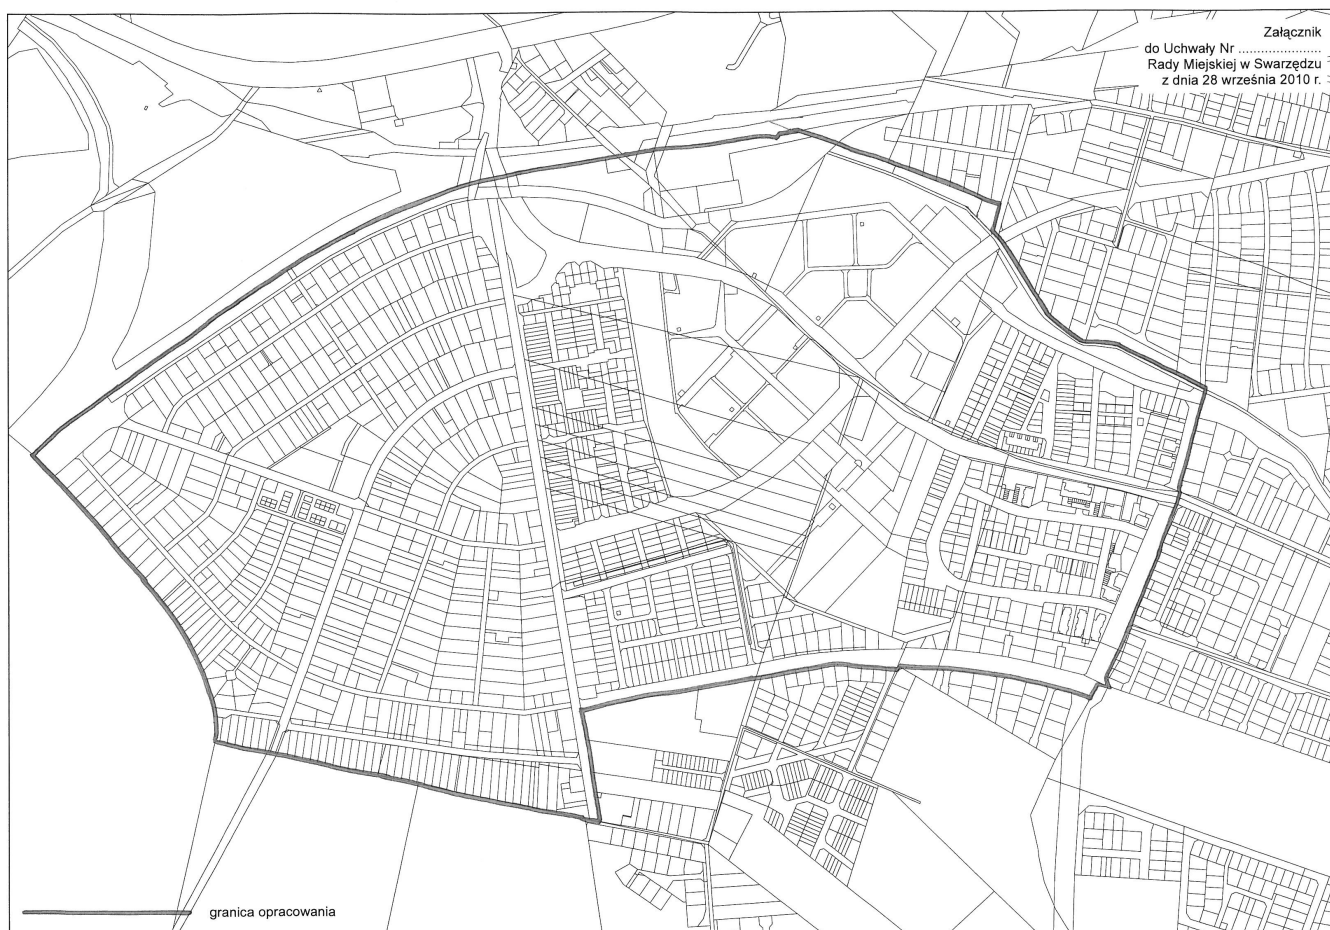 Załącznik
do Uchwały Nr ......................
Rady Miejskiej w Swarzędzu
z dnia 28 września 2010 r.
granica opracowania